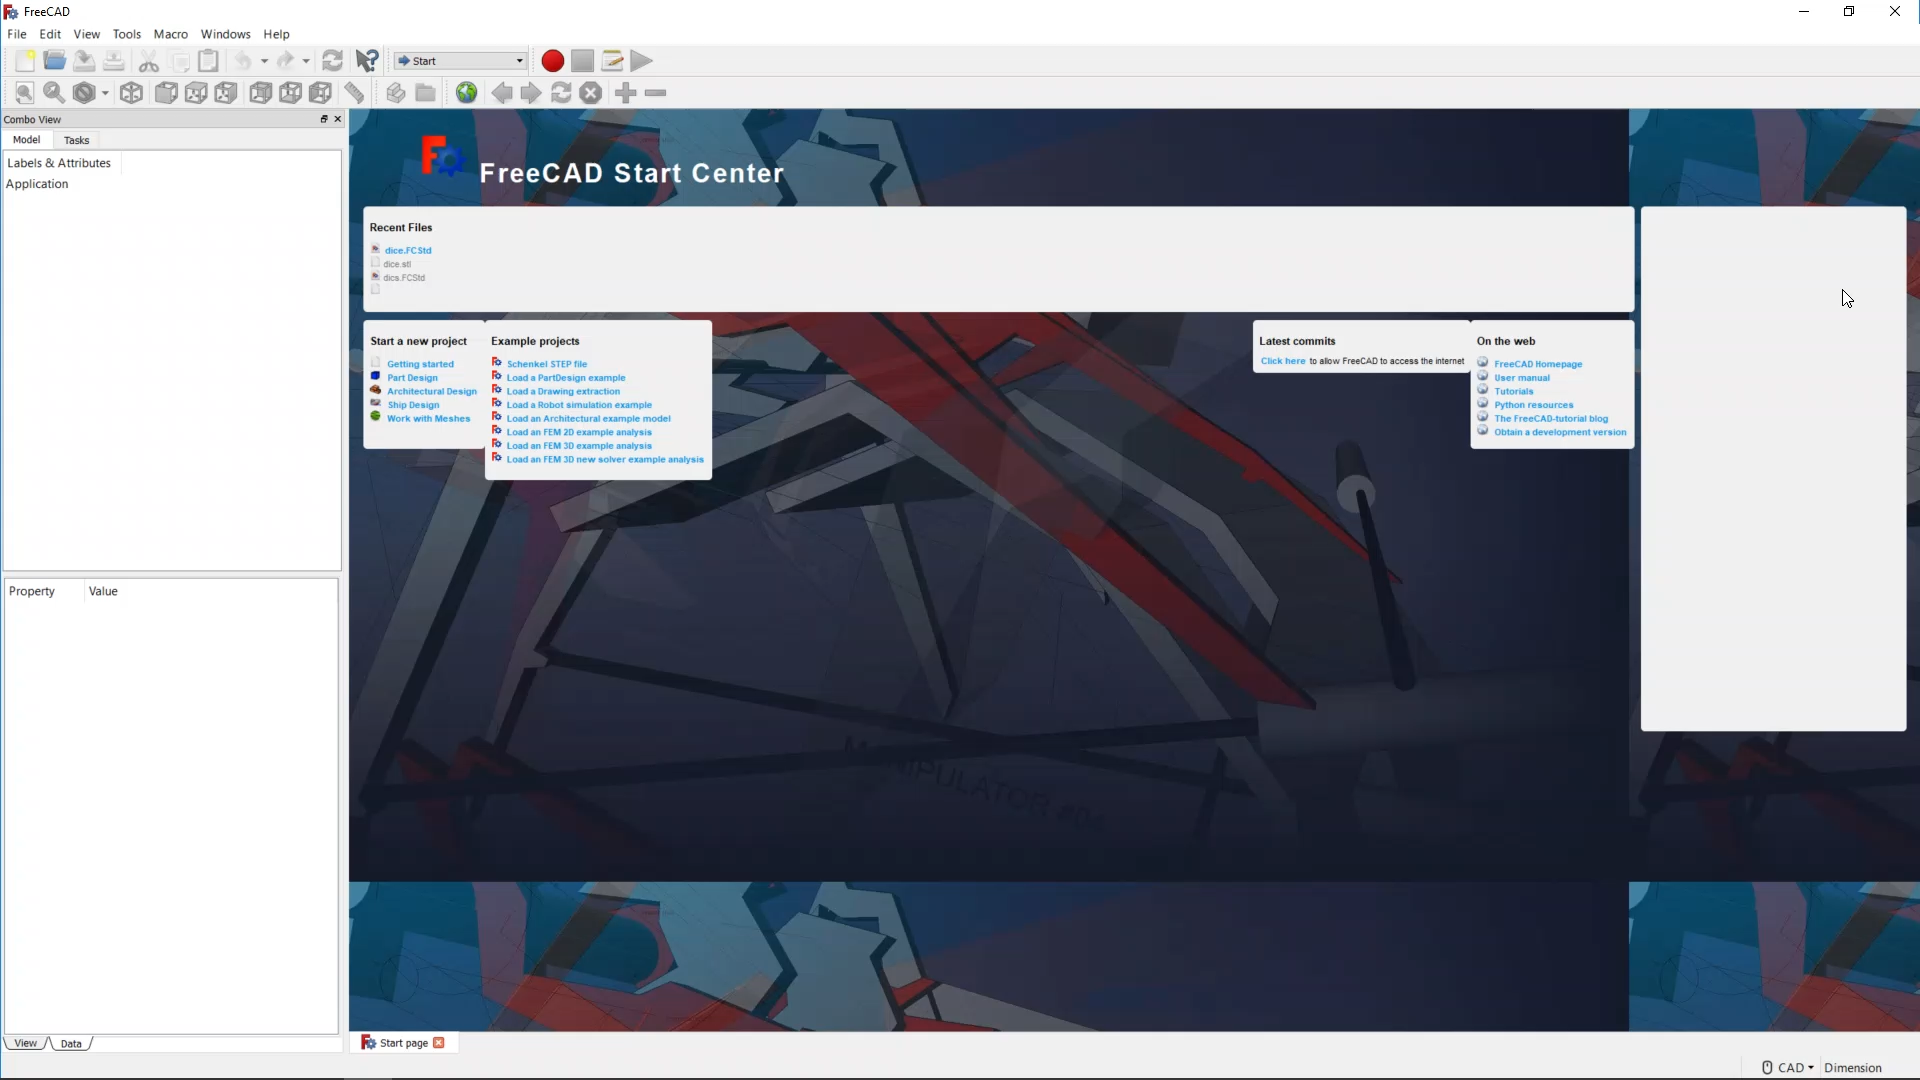 FreeCAD
File Edit View Tools Macro Windows Help
Start
Combo View
Model Tasks
Labels & Attributes
Application
Property Value
View Data
FreeCAD Start Center
Recent Files
dice.FCStd
dice.stl
dics.FCStd
Start a new project
Getting started
Part Design
Architectural Design
Ship Design
Work with Meshes
Example projects
Schenkel STEP file
Load a PartDesign example
Load a Drawing extraction
Load a Robot simulation example
Load an Architectural example model
Load an FEM 2D example analysis
Load an FEM 3D example analysis
Load an FEM 3D new solver example analysis
Latest commits
Click here to allow FreeCAD to access the internet
On the web
FreeCAD Homepage
User manual
Tutorials
Python resources
The FreeCAD-tutorial blog
Obtain a development version
Start page
CAD Dimension